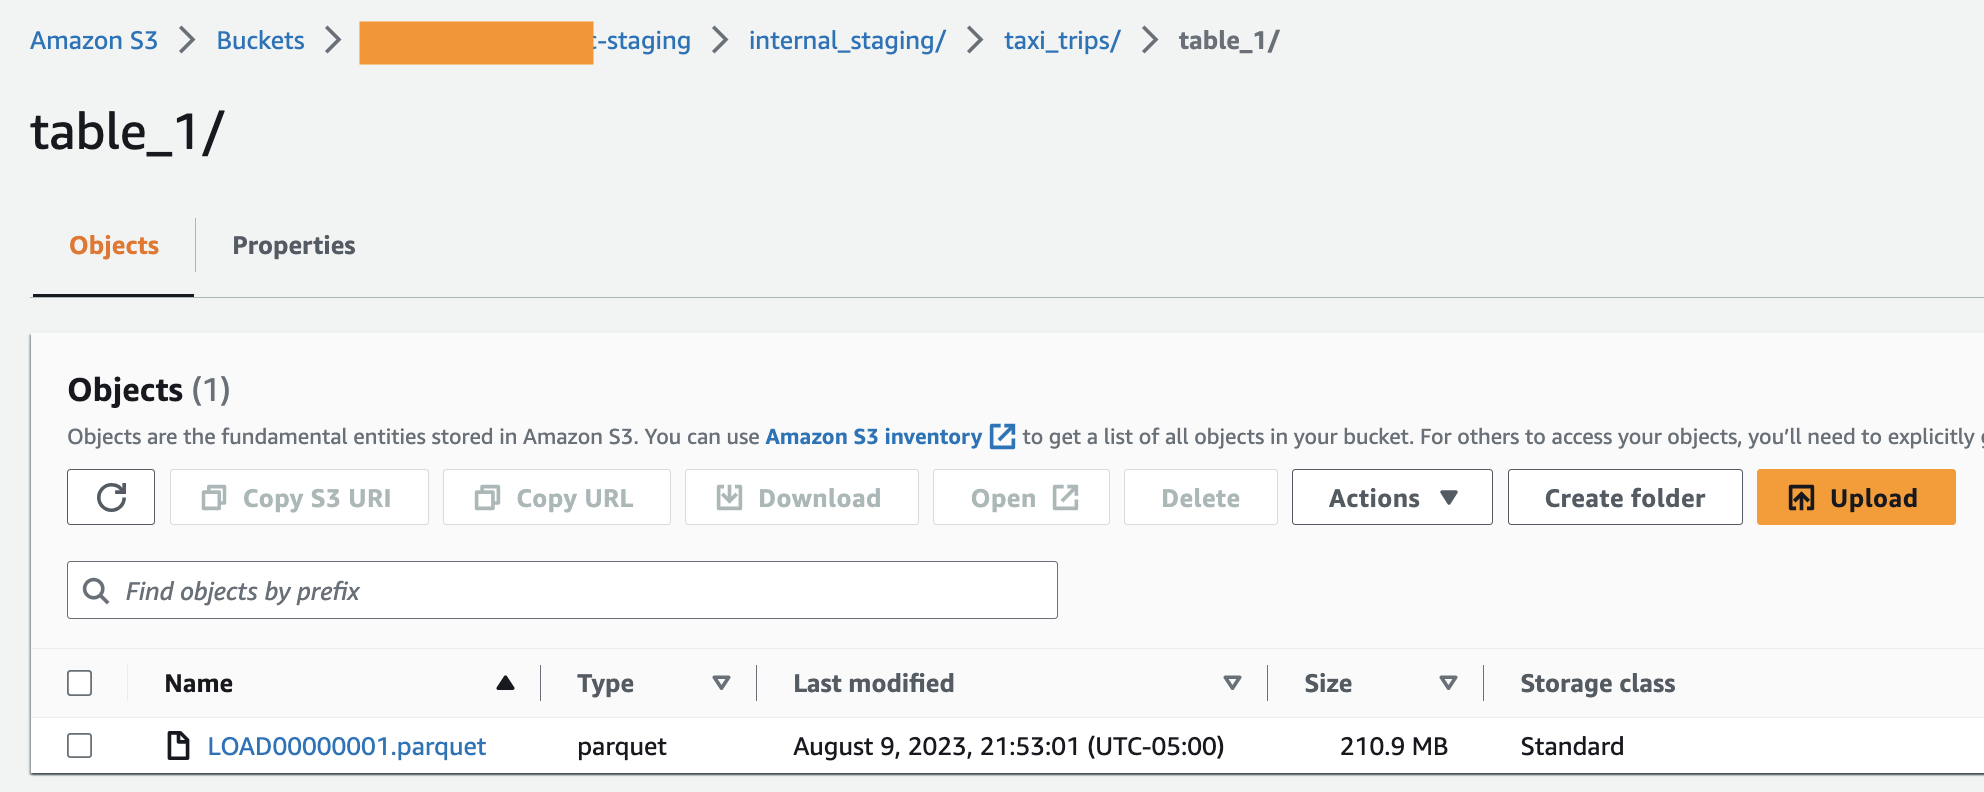 Amazon S3 > Buckets > -staging > internal_staging/ > taxi_trips/ > table_1/
table_1/
Objects Properties
Objects (1)
Objects are the fundamental entities stored in Amazon S3. You can use Amazon S3 inventory to get a list of all objects in your bucket. For others to access your objects, you’ll need to explicitly
Copy S3 URI Copy URL Download Open Delete Actions Create folder Upload
Find objects by prefix
Name Type Last modified Size Storage class
LOAD00000001.parquet parquet August 9, 2023, 21:53:01 (UTC-05:00) 210.9 MB Standard